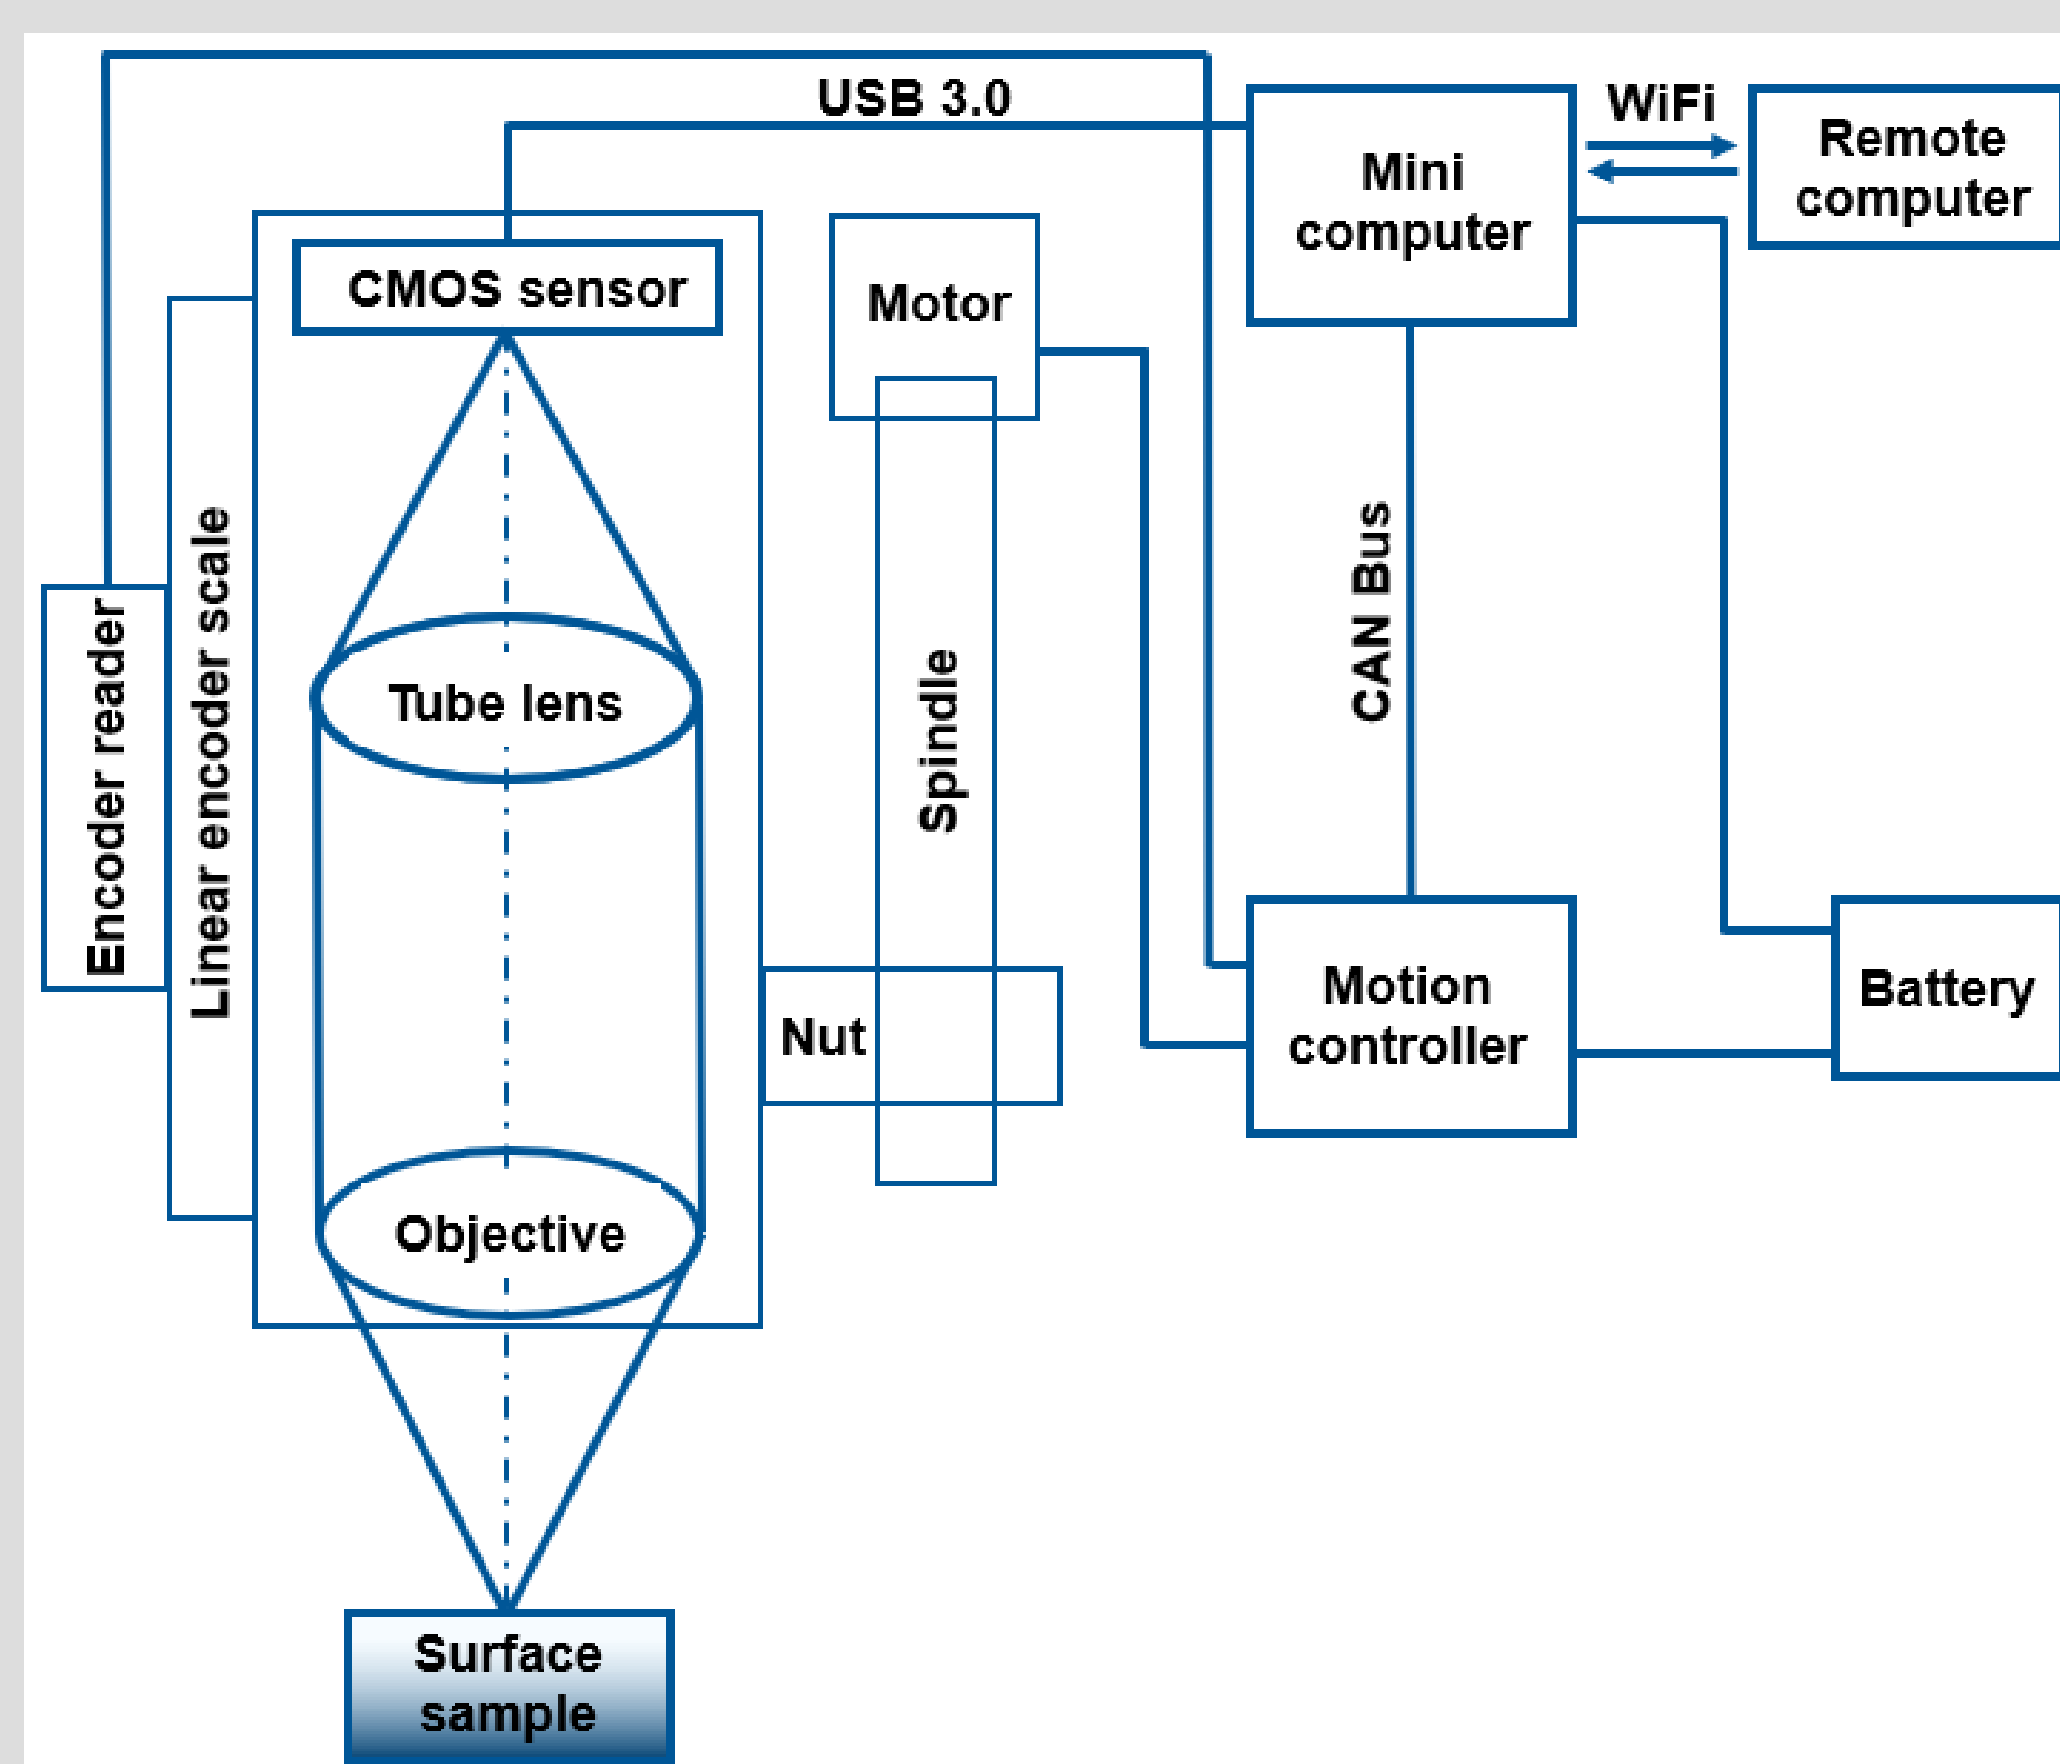 USB 3.0
WiFi
Remote
computer
Mini
computer
CMOS sensor
Motor
Encoder reader
Linear encoder scale
Tube lens
Spindle
CAN Bus
Nut
Motion
controller
Battery
Objective
Surface
sample